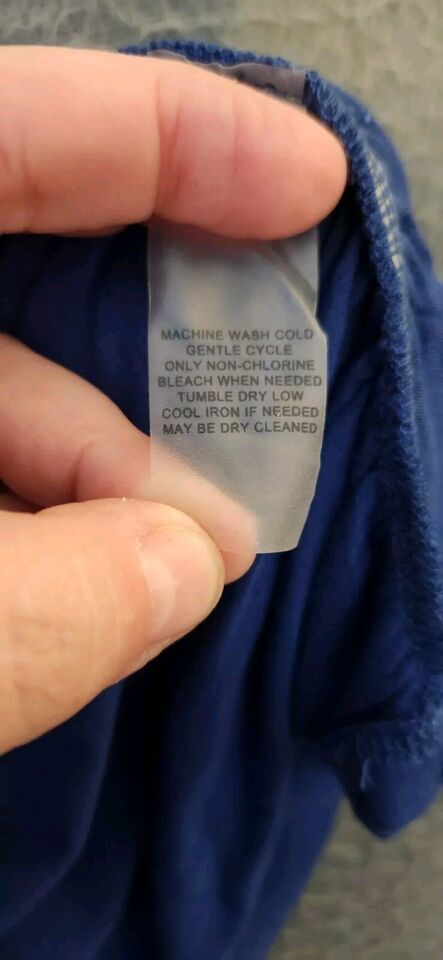 MACHINE WASH COLD
GENTLE CYCLE
ONLY NON-CHLORINE
BLEACH WHEN NEEDED
TUMBLE DRY LOW
COOL IRON IF NEEDED
MAY BE DRY CLEANED